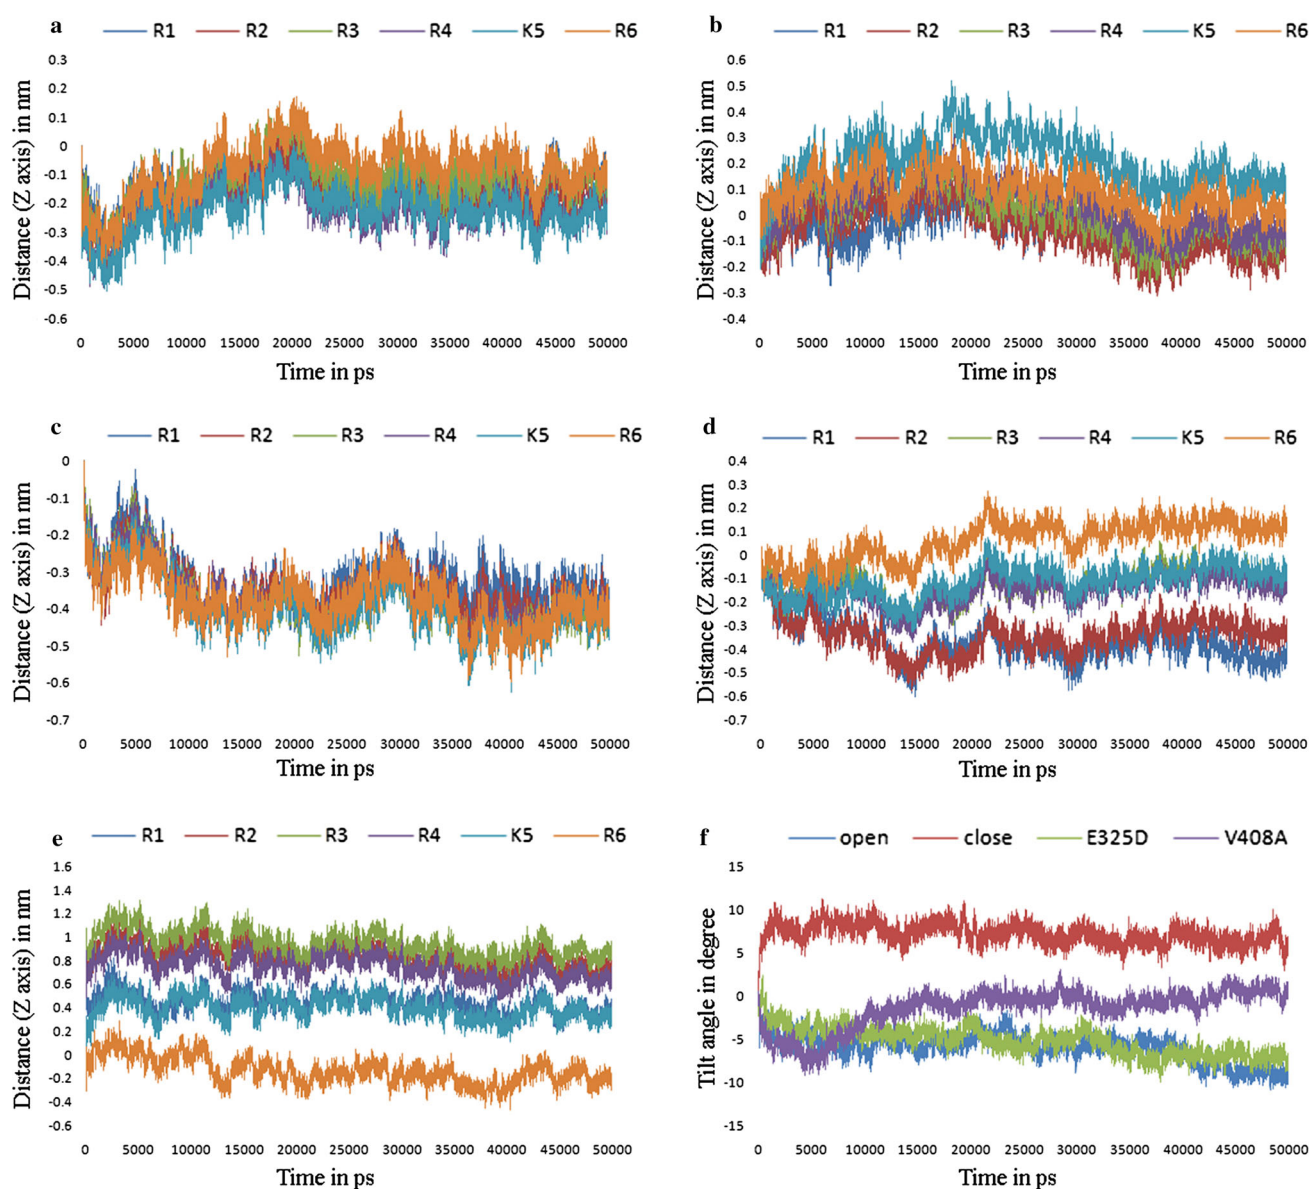 a
R1 R2 R3 R4 K5 R6
Distance (Z axis) in nm
0.3
0.2
0.1
0
-0.1
-0.2
-0.3
-0.4
-0.5
-0.6
0 5000 10000 15000 20000 25000 30000 35000 40000 45000 50000
Time in ps
b
R1 R2 R3 R4 K5 R6
Distance (Z axis) in nm
0.6
0.5
0.4
0.3
0.2
0.1
0
-0.1
-0.2
-0.3
-0.4
0 5000 10000 15000 20000 25000 30000 35000 40000 45000 50000
Time in ps
c
R1 R2 R3 R4 K5 R6
Distance (Z axis) in nm
0
-0.1
-0.2
-0.3
-0.4
-0.5
-0.6
-0.7
0 5000 10000 15000 20000 25000 30000 35000 40000 45000 50000
Time in ps
d
R1 R2 R3 R4 K5 R6
Distance (Z axis) in nm
0.4
0.3
0.2
0.1
0
-0.1
-0.2
-0.3
-0.4
-0.5
-0.6
-0.7
0 5000 10000 15000 20000 25000 30000 35000 40000 45000 50000
Time in ps
e
R1 R2 R3 R4 K5 R6
Distance (Z axis) in nm
1.6
1.4
1.2
1
0.8
0.6
0.4
0.2
0
-0.2
-0.4
-0.6
0 5000 10000 15000 20000 25000 30000 35000 40000 45000 50000
Time in ps
f
open close E325D V408A
Tilt angle in degree
15
10
5
0
-5
-10
-15
0 5000 10000 15000 20000 25000 30000 35000 40000 45000 50000
Time in ps